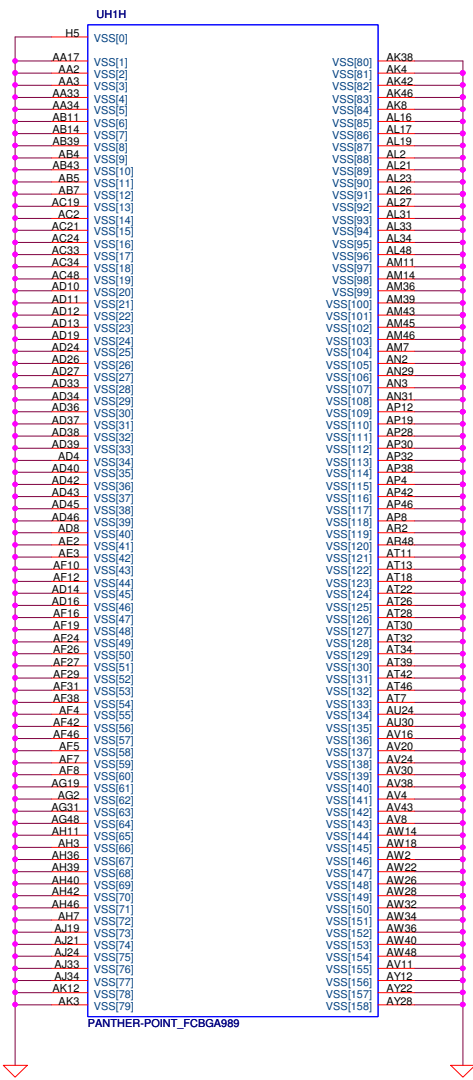 UH1H
H5 VSS[0]
AA17 VSS[1] VSS[80] AK38
AA2 VSS[2] VSS[81] AK4
AA3 VSS[3] VSS[82] AK42
AA33 VSS[4] VSS[83] AK46
AA34 VSS[5] VSS[84] AK8
AB11 VSS[6] VSS[85] AL16
AB14 VSS[7] VSS[86] AL17
AB39 VSS[8] VSS[87] AL19
AB4 VSS[9] VSS[88] AL2
AB43 VSS[10] VSS[89] AL21
AB5 VSS[11] VSS[90] AL23
AB7 VSS[12] VSS[91] AL26
AC19 VSS[13] VSS[92] AL27
AC2 VSS[14] VSS[93] AL31
AC21 VSS[15] VSS[94] AL33
AC24 VSS[16] VSS[95] AL34
AC33 VSS[17] VSS[96] AL48
AC34 VSS[18] VSS[97] AM11
AC48 VSS[19] VSS[98] AM14
AD10 VSS[20] VSS[99] AM36
AD11 VSS[21] VSS[100] AM39
AD12 VSS[22] VSS[101] AM43
AD13 VSS[23] VSS[102] AM45
AD19 VSS[24] VSS[103] AM46
AD24 VSS[25] VSS[104] AM7
AD26 VSS[26] VSS[105] AN2
AD27 VSS[27] VSS[106] AN29
AD33 VSS[28] VSS[107] AN3
AD34 VSS[29] VSS[108] AN31
AD36 VSS[30] VSS[109] AP12
AD37 VSS[31] VSS[110] AP19
AD38 VSS[32] VSS[111] AP28
AD39 VSS[33] VSS[112] AP30
AD4 VSS[34] VSS[113] AP32
AD40 VSS[35] VSS[114] AP38
AD42 VSS[36] VSS[115] AP4
AD43 VSS[37] VSS[116] AP42
AD45 VSS[38] VSS[117] AP46
AD46 VSS[39] VSS[118] AP8
AD8 VSS[40] VSS[119] AR2
AE2 VSS[41] VSS[120] AR48
AE3 VSS[42] VSS[121] AT11
AF10 VSS[43] VSS[122] AT13
AF12 VSS[44] VSS[123] AT18
AD14 VSS[45] VSS[124] AT22
AD16 VSS[46] VSS[125] AT26
AF16 VSS[47] VSS[126] AT28
AF19 VSS[48] VSS[127] AT30
AF24 VSS[49] VSS[128] AT32
AF26 VSS[50] VSS[129] AT34
AF27 VSS[51] VSS[130] AT39
AF29 VSS[52] VSS[131] AT42
AF31 VSS[53] VSS[132] AT46
AF38 VSS[54] VSS[133] AT7
AF4 VSS[55] VSS[134] AU24
AF42 VSS[56] VSS[135] AU30
AF46 VSS[57] VSS[136] AV16
AF5 VSS[58] VSS[137] AV20
AF7 VSS[59] VSS[138] AV24
AF8 VSS[60] VSS[139] AV30
AG19 VSS[61] VSS[140] AV38
AG2 VSS[62] VSS[141] AV4
AG31 VSS[63] VSS[142] AV43
AG48 VSS[64] VSS[143] AV8
AH11 VSS[65] VSS[144] AW14
AH3 VSS[66] VSS[145] AW18
AH36 VSS[67] VSS[146] AW2
AH39 VSS[68] VSS[147] AW22
AH40 VSS[69] VSS[148] AW26
AH42 VSS[70] VSS[149] AW28
AH46 VSS[71] VSS[150] AW32
AH7 VSS[72] VSS[151] AW34
AJ19 VSS[73] VSS[152] AW36
AJ21 VSS[74] VSS[153] AW40
AJ24 VSS[75] VSS[154] AW48
AJ33 VSS[76] VSS[155] AV11
AJ34 VSS[77] VSS[156] AY12
AK12 VSS[78] VSS[157] AY22
AK3 VSS[79] VSS[158] AY28
PANTHER-POINT_FCBGA989